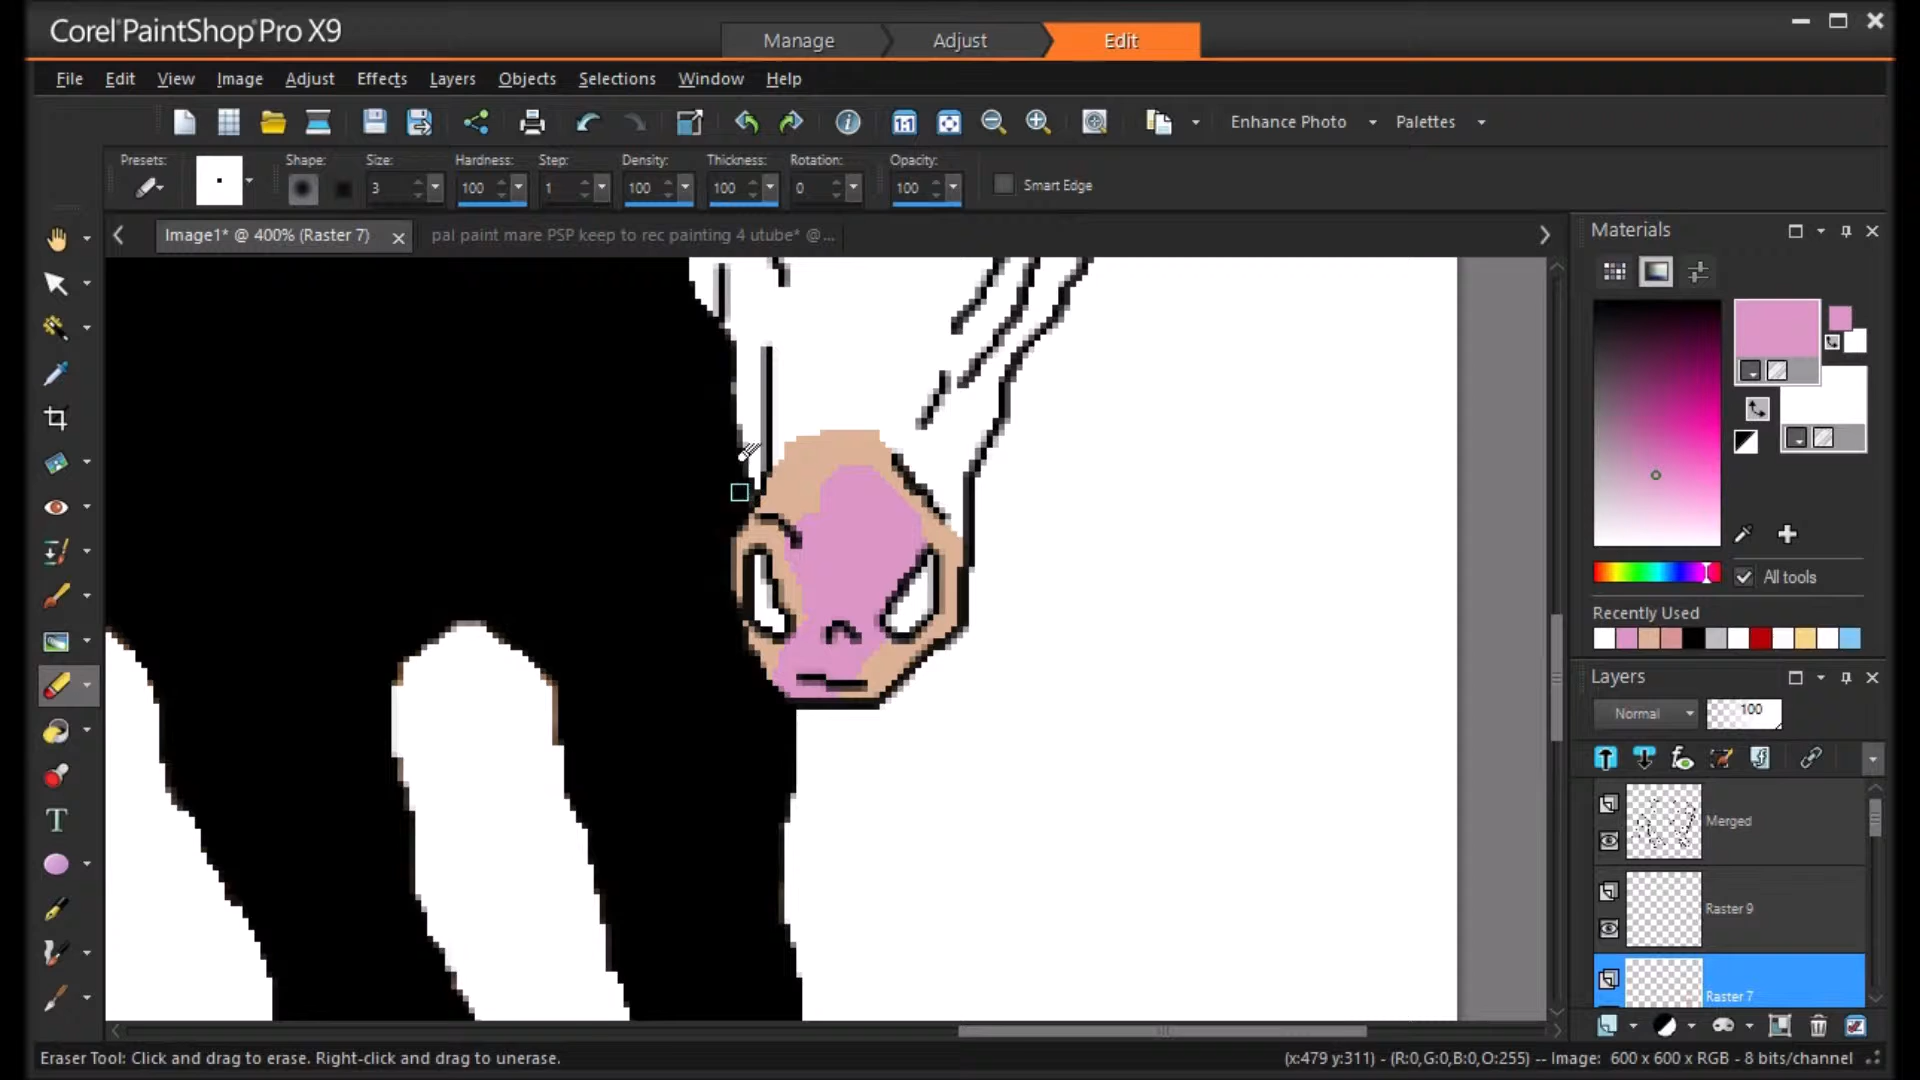 Corel PaintShop Pro X9
Manage Adjust Edit
File Edit View Image Adjust Effects Layers Objects Selections Window Help
1:1 Enhance Photo Palettes
Presets: Shape: Size: Hardness: Step: Density: Thickness: Rotation: Opacity:
3 100 1 100 100 0 100 Smart Edge
Image1* @ 400% (Raster 7) pal paint mare PSP keep to rec painting 4 utube* @...
Materials
All tools
Recently Used
Layers
Normal 100
Merged
Raster 9
Raster 7
Eraser Tool: Click and drag to erase. Right-click and drag to unerase. (x:479 y:311) - (R:0,G:0,B:0,O:255) -- Image: 600 x 600 x RGB - 8 bits/channel